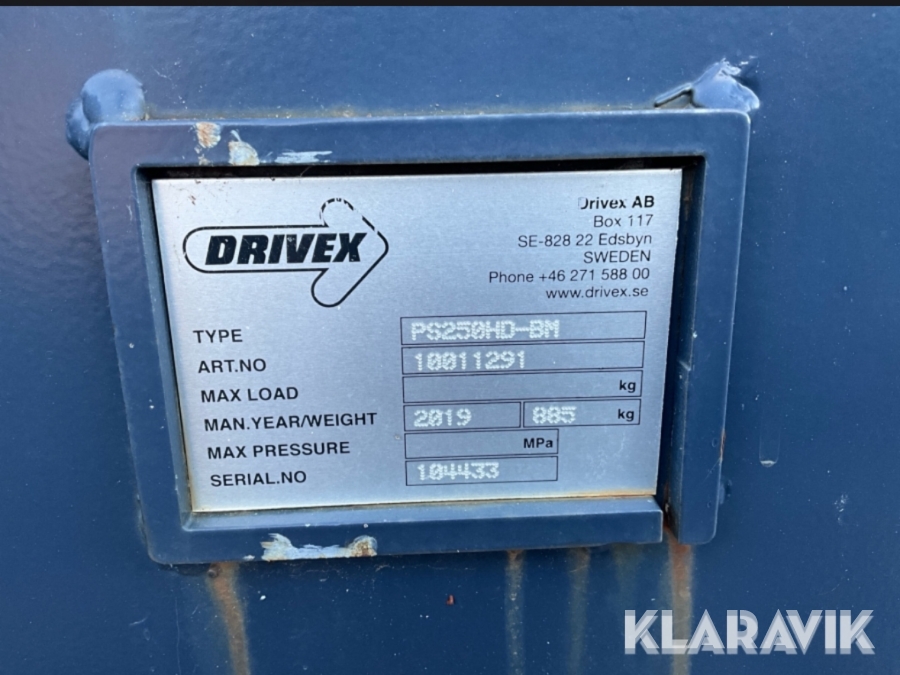 DRIVEX
Drivex AB
Box 117
SE-828 22 Edsbyn
SWEDEN
Phone +46 271 588 00
www.drivex.se
TYPE PS250HD-BM
ART.NO 10011291
MAX LOAD kg
MAN.YEAR/WEIGHT 2019 885 kg
MAX PRESSURE MPa
SERIAL.NO 104433
KLARAVIK